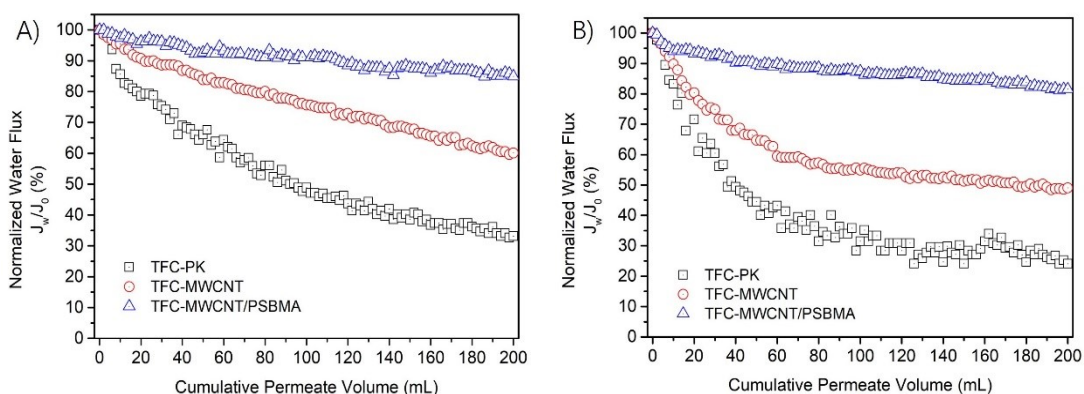 A)
Normalized Water Flux
Jw/J0 (%)
100
90
80
70
60
50
40
30
20
10
0
TFC-PK
TFC-MWCNT
TFC-MWCNT/PSBMA
0 20 40 60 80 100 120 140 160 180 200
Cumulative Permeate Volume (mL)
B)
Normalized Water Flux
Jw/J0 (%)
100
90
80
70
60
50
40
30
20
10
0
TFC-PK
TFC-MWCNT
TFC-MWCNT/PSBMA
0 20 40 60 80 100 120 140 160 180 200
Cumulative Permeate Volume (mL)